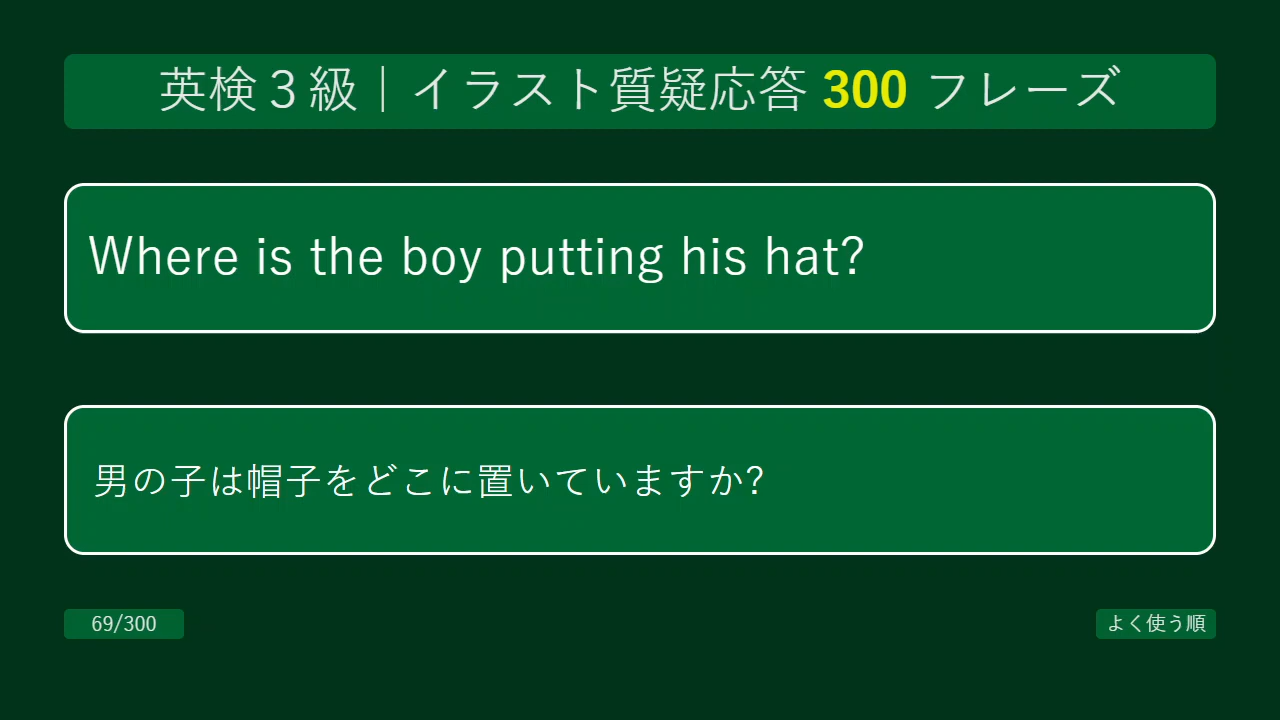 英検３級｜イラスト質疑応答 300 フレーズ
Where is the boy putting his hat?
男の子は帽子をどこに置いていますか?
69/300
よく使う順